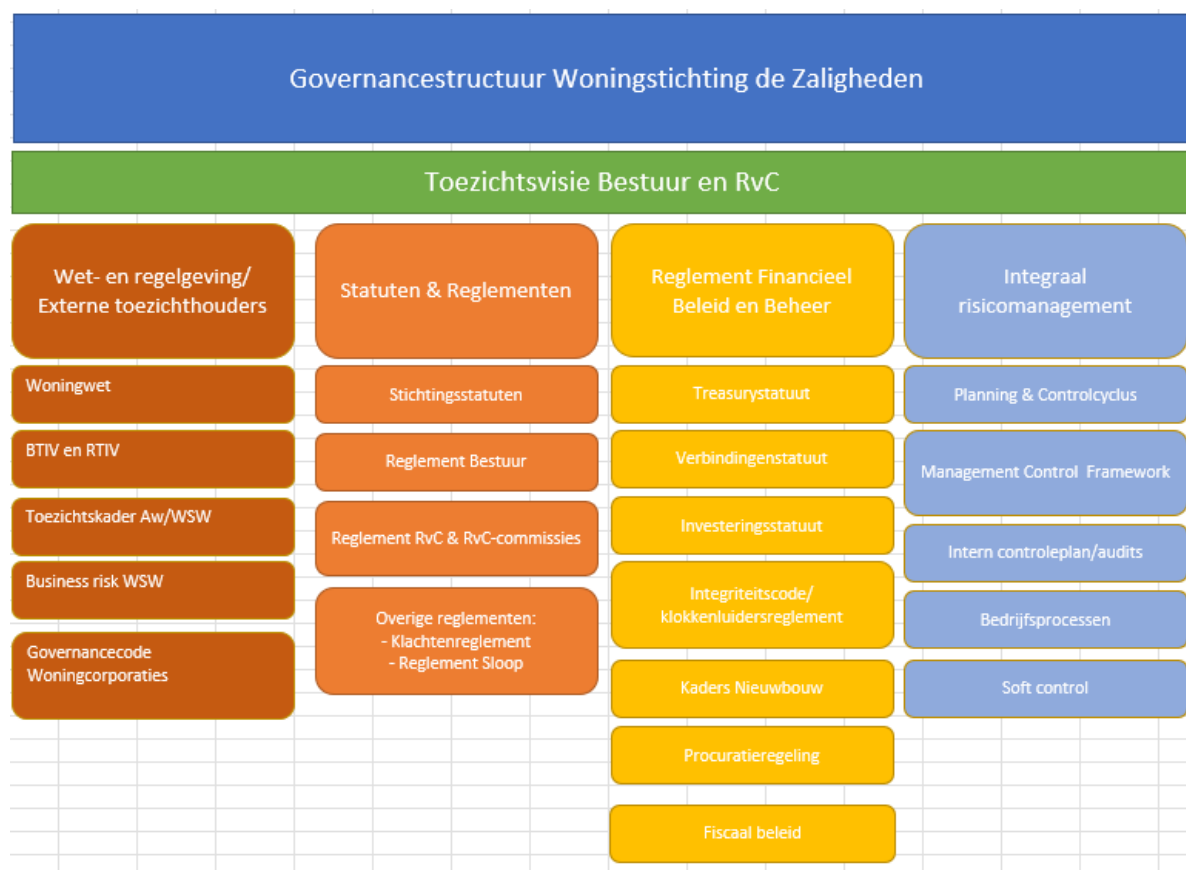 Governancestructuur Woningstichting de Zaligheden
Toezichtsvisie Bestuur en RvC
Wet- en regelgeving/
Externe toezichthouders
Woningwet
BTIV en RTIV
Toezichtskader Aw/WSW
Business risk WSW
Governancecode
Woningcorporaties
Statuten & Reglementen
Stichtingsstatuten
Reglement Bestuur
Reglement RvC & RvC-commissies
Overige reglementen:
- Klachtenreglement
- Reglement Sloop
Reglement Financieel
Beleid en Beheer
Treasurystatuut
Verbindingenstatuut
Investeringsstatuut
Integriteitscode/
klokkenluidersreglement
Kaders Nieuwbouw
Procuratieregeling
Fiscaal beleid
Integraal
risicomanagement
Planning & Controlcyclus
Management Control Framework
Intern controleplan/audits
Bedrijfsprocessen
Soft control